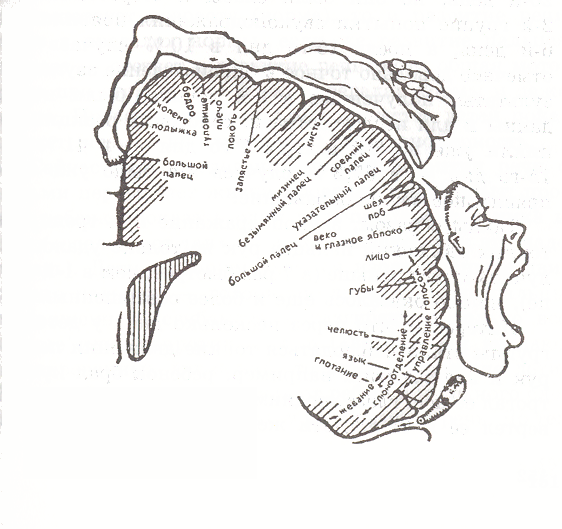 бедро
туловище
плечо
локоть
запястье
кисть
колено
лодыжка
большой
палец
мизинец
безымянный палец
средний
палец
указательный палец
большой палец
шея
лоб
веко
и глазное яблоко
лицо
губы
челюсть
язык
глотание
жевание
слюноотделение
управление голосом